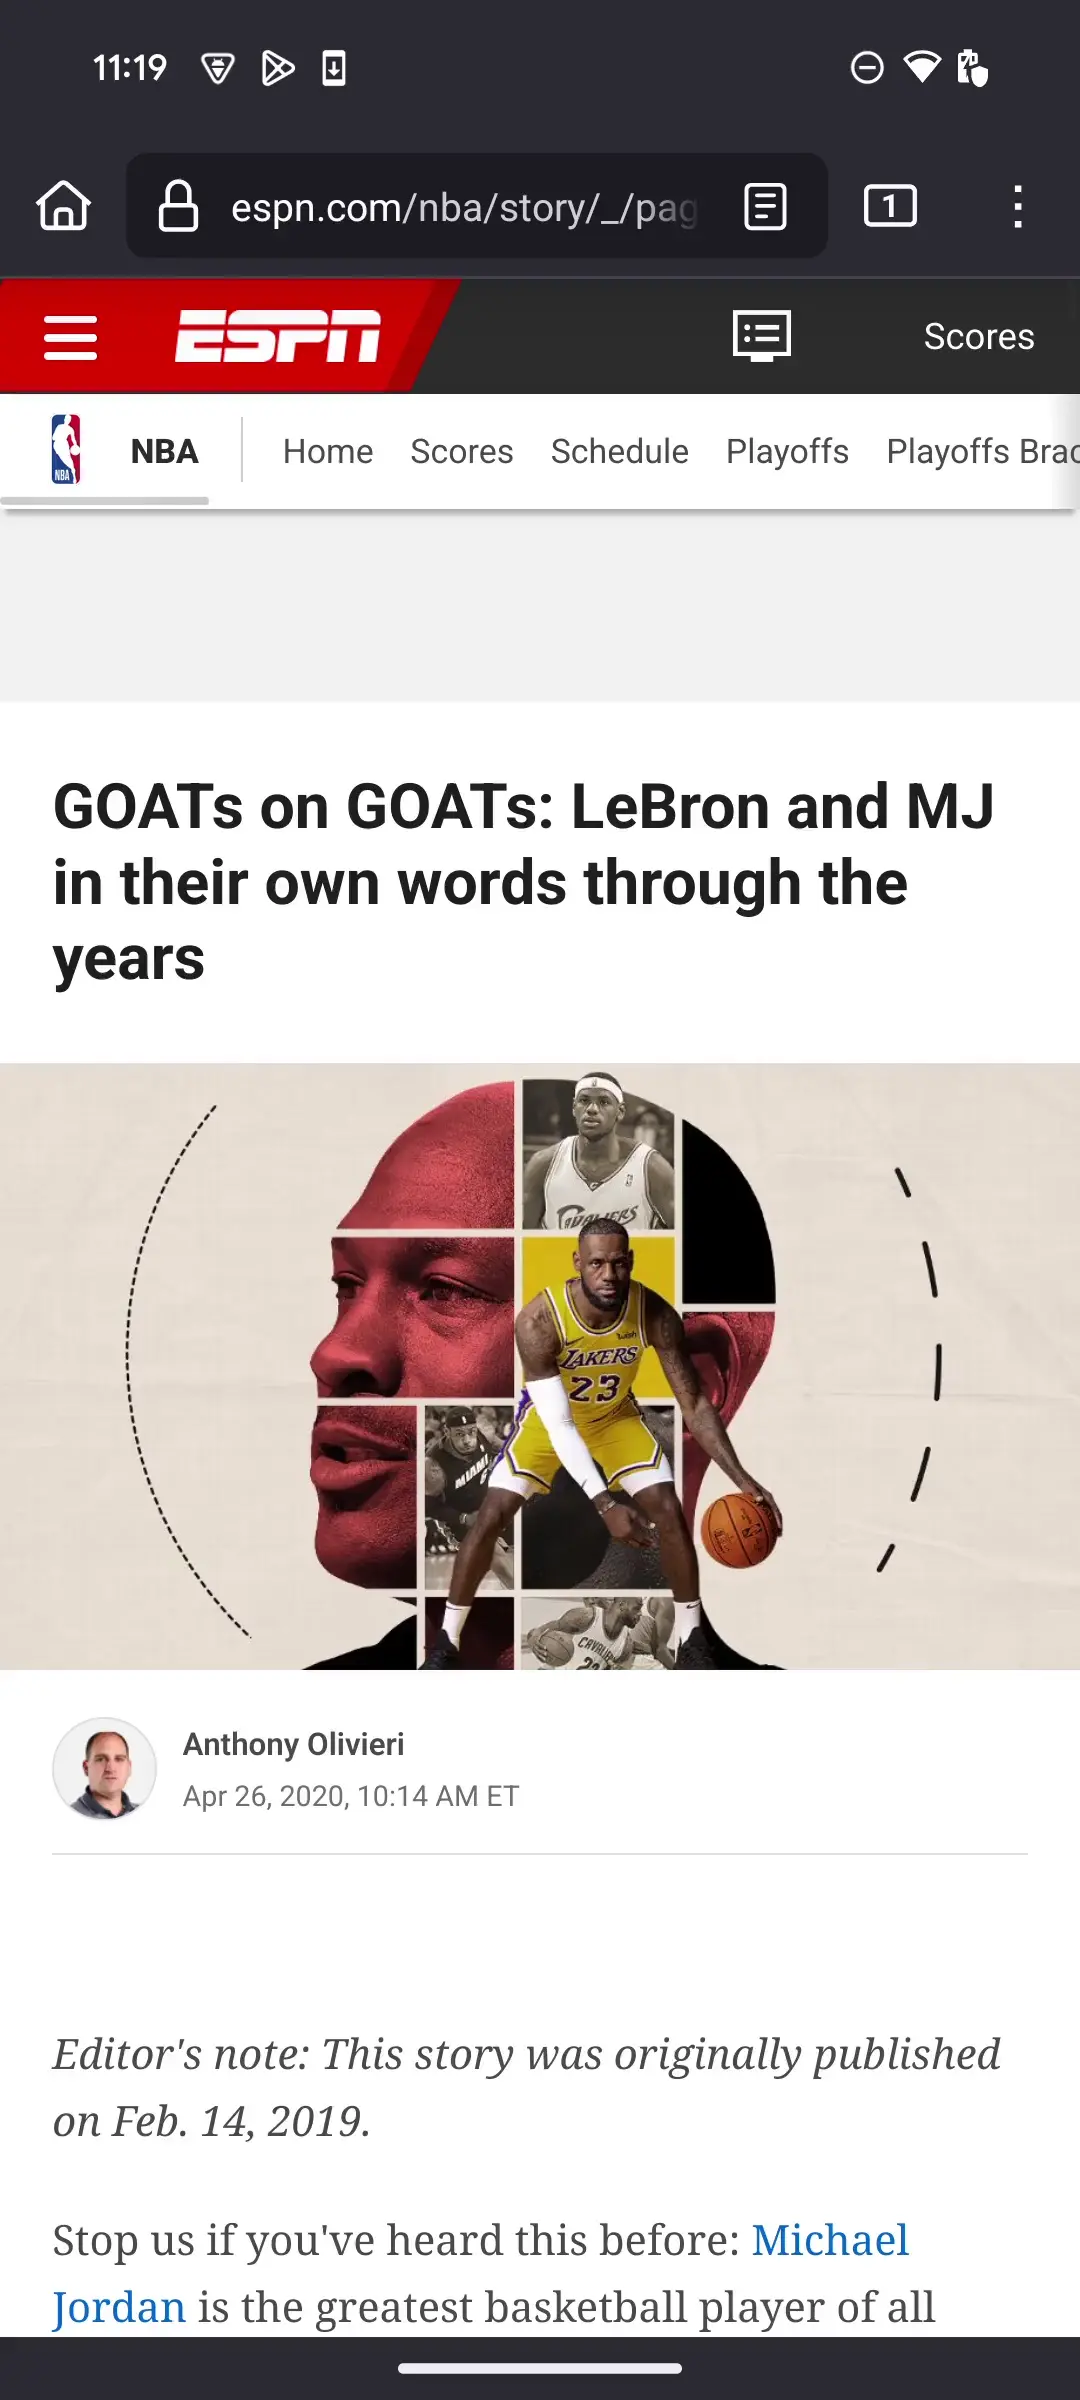 11:19
espn.com/nba/story/_/pag
1
ESPN
Scores
NBA
NBA
Home
Scores
Schedule
Playoffs
Playoffs Brac
GOATs on GOATs: LeBron and MJ
in their own words through the
years
CAVALIERS
LAKERS
23
MIAMI
Anthony Olivieri
Apr 26, 2020, 10:14 AM ET
Editor's note: This story was originally published
on Feb. 14, 2019.
Stop us if you've heard this before: Michael
Jordan is the greatest basketball player of all